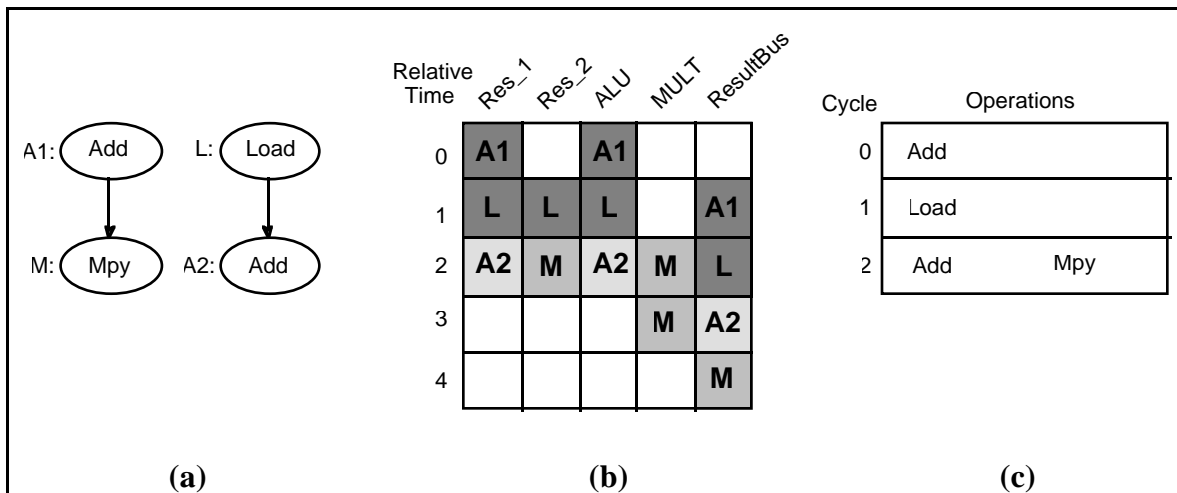 Relative Time Res_1 Res_2 ALU MULT ResultBus
Cycle Operations
A1: Add L: Load
M: Mpy A2: Add
0 A1 A1
1 L L L A1
2 A2 M A2 M L
3 M A2
4 M
0 Add
1 Load
2 Add Mpy
(a) (b) (c)